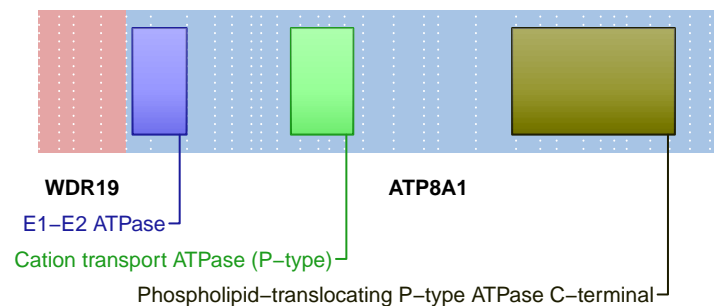 WDR19 ATP8A1
E1−E2 ATPase
Cation transport ATPase (P−type)
Phospholipid−translocating P−type ATPase C−terminal